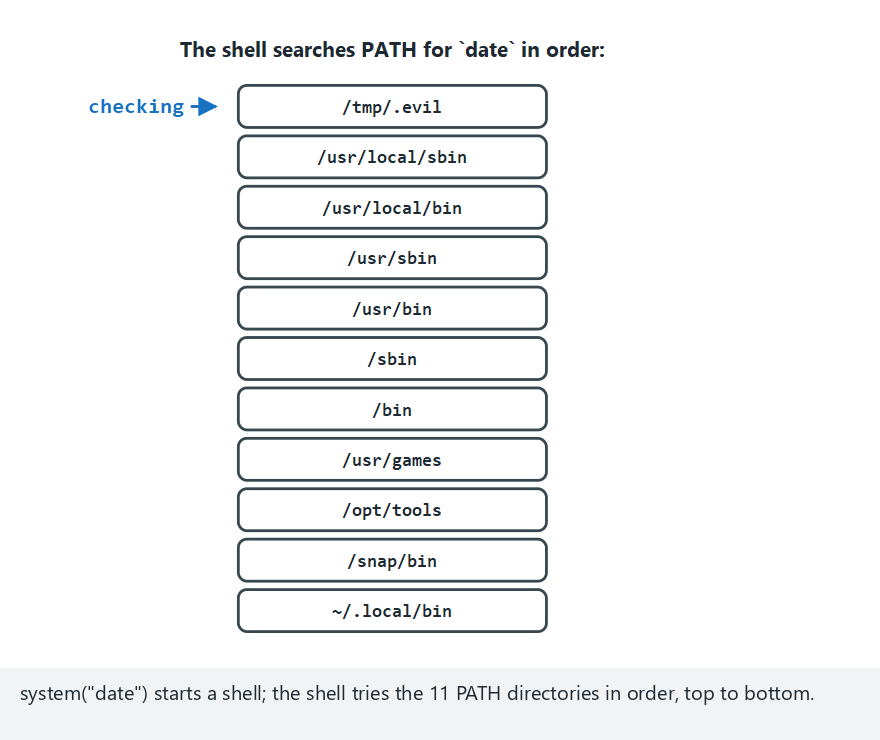 The shell searches PATH for `date` in order:
checking
/tmp/.evil
/usr/local/sbin
/usr/local/bin
/usr/sbin
/usr/bin
/sbin
/bin
/usr/games
/opt/tools
/snap/bin
~/.local/bin
system("date") starts a shell; the shell tries the 11 PATH directories in order, top to bottom.